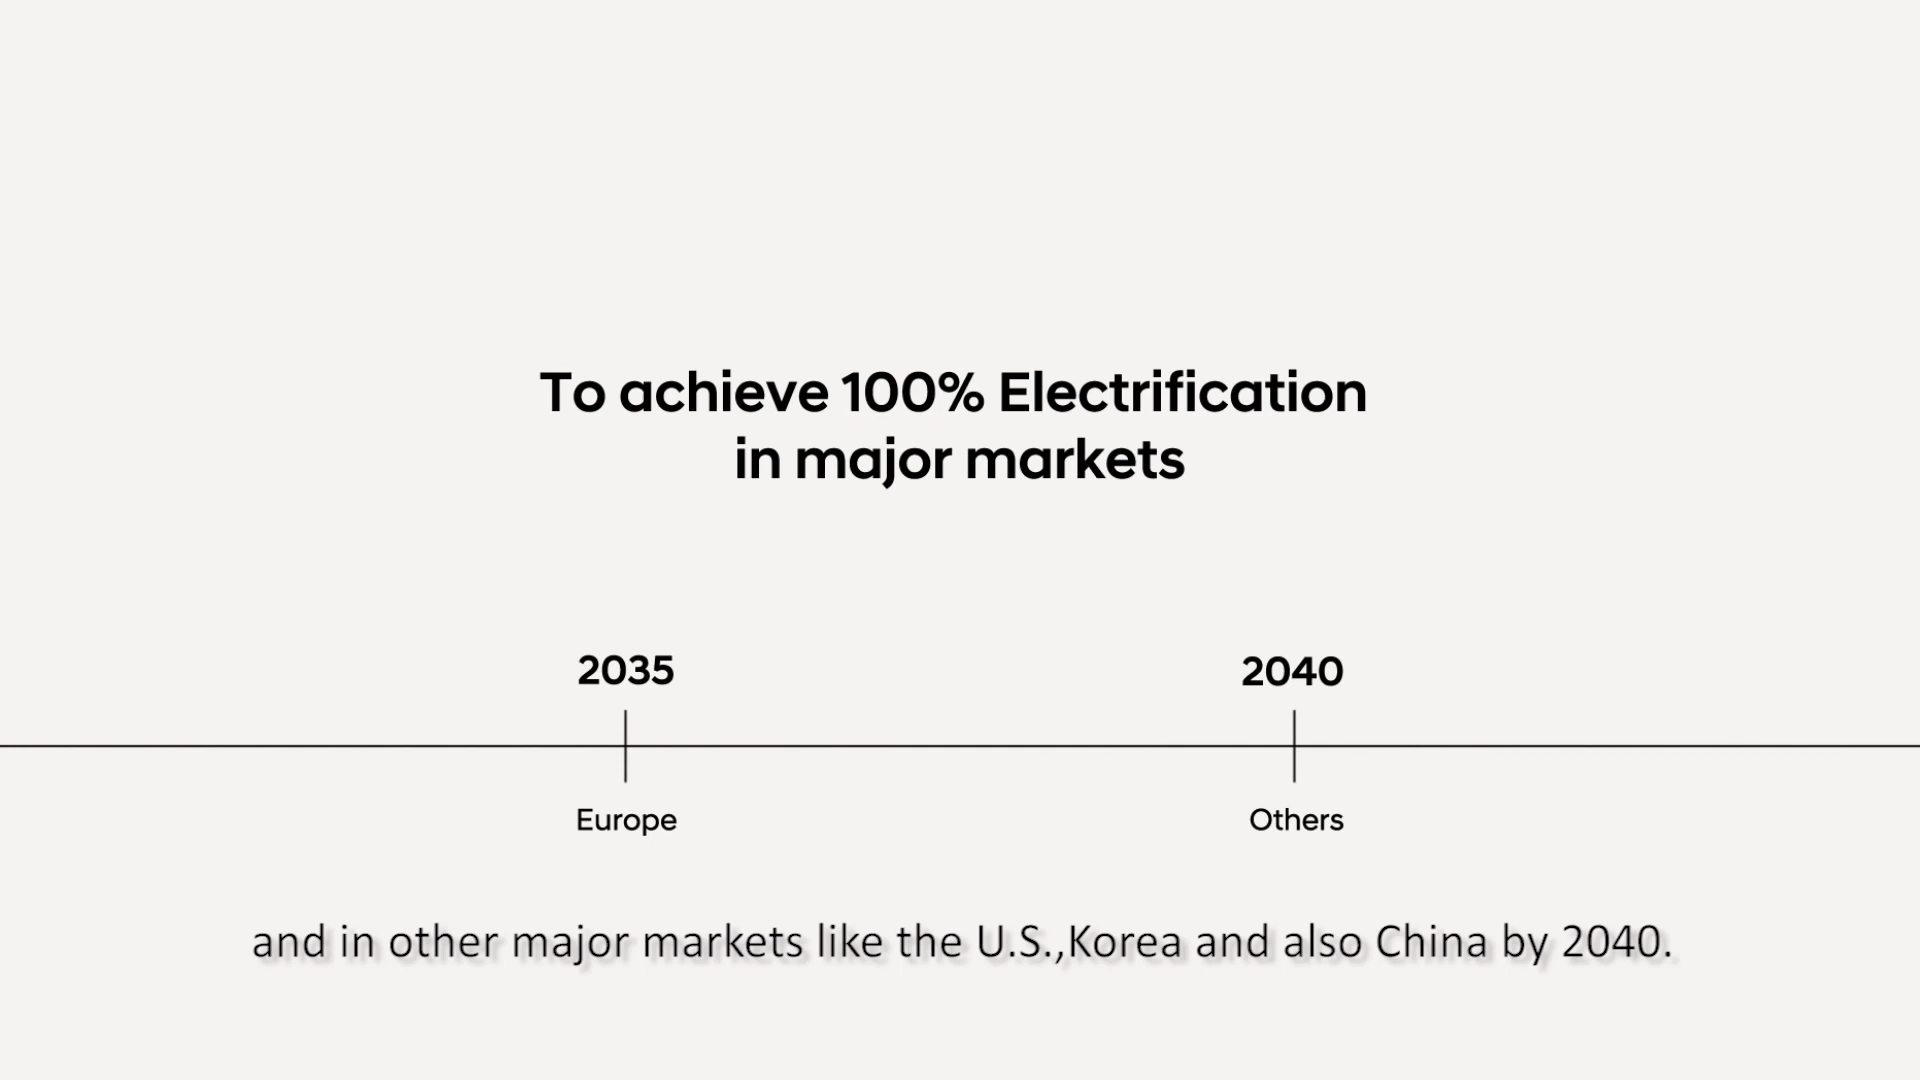 To achieve 100% Electrification
in major markets
2035
2040
Europe
Others
and in other major markets like the U.S.,Korea and also China by 2040.